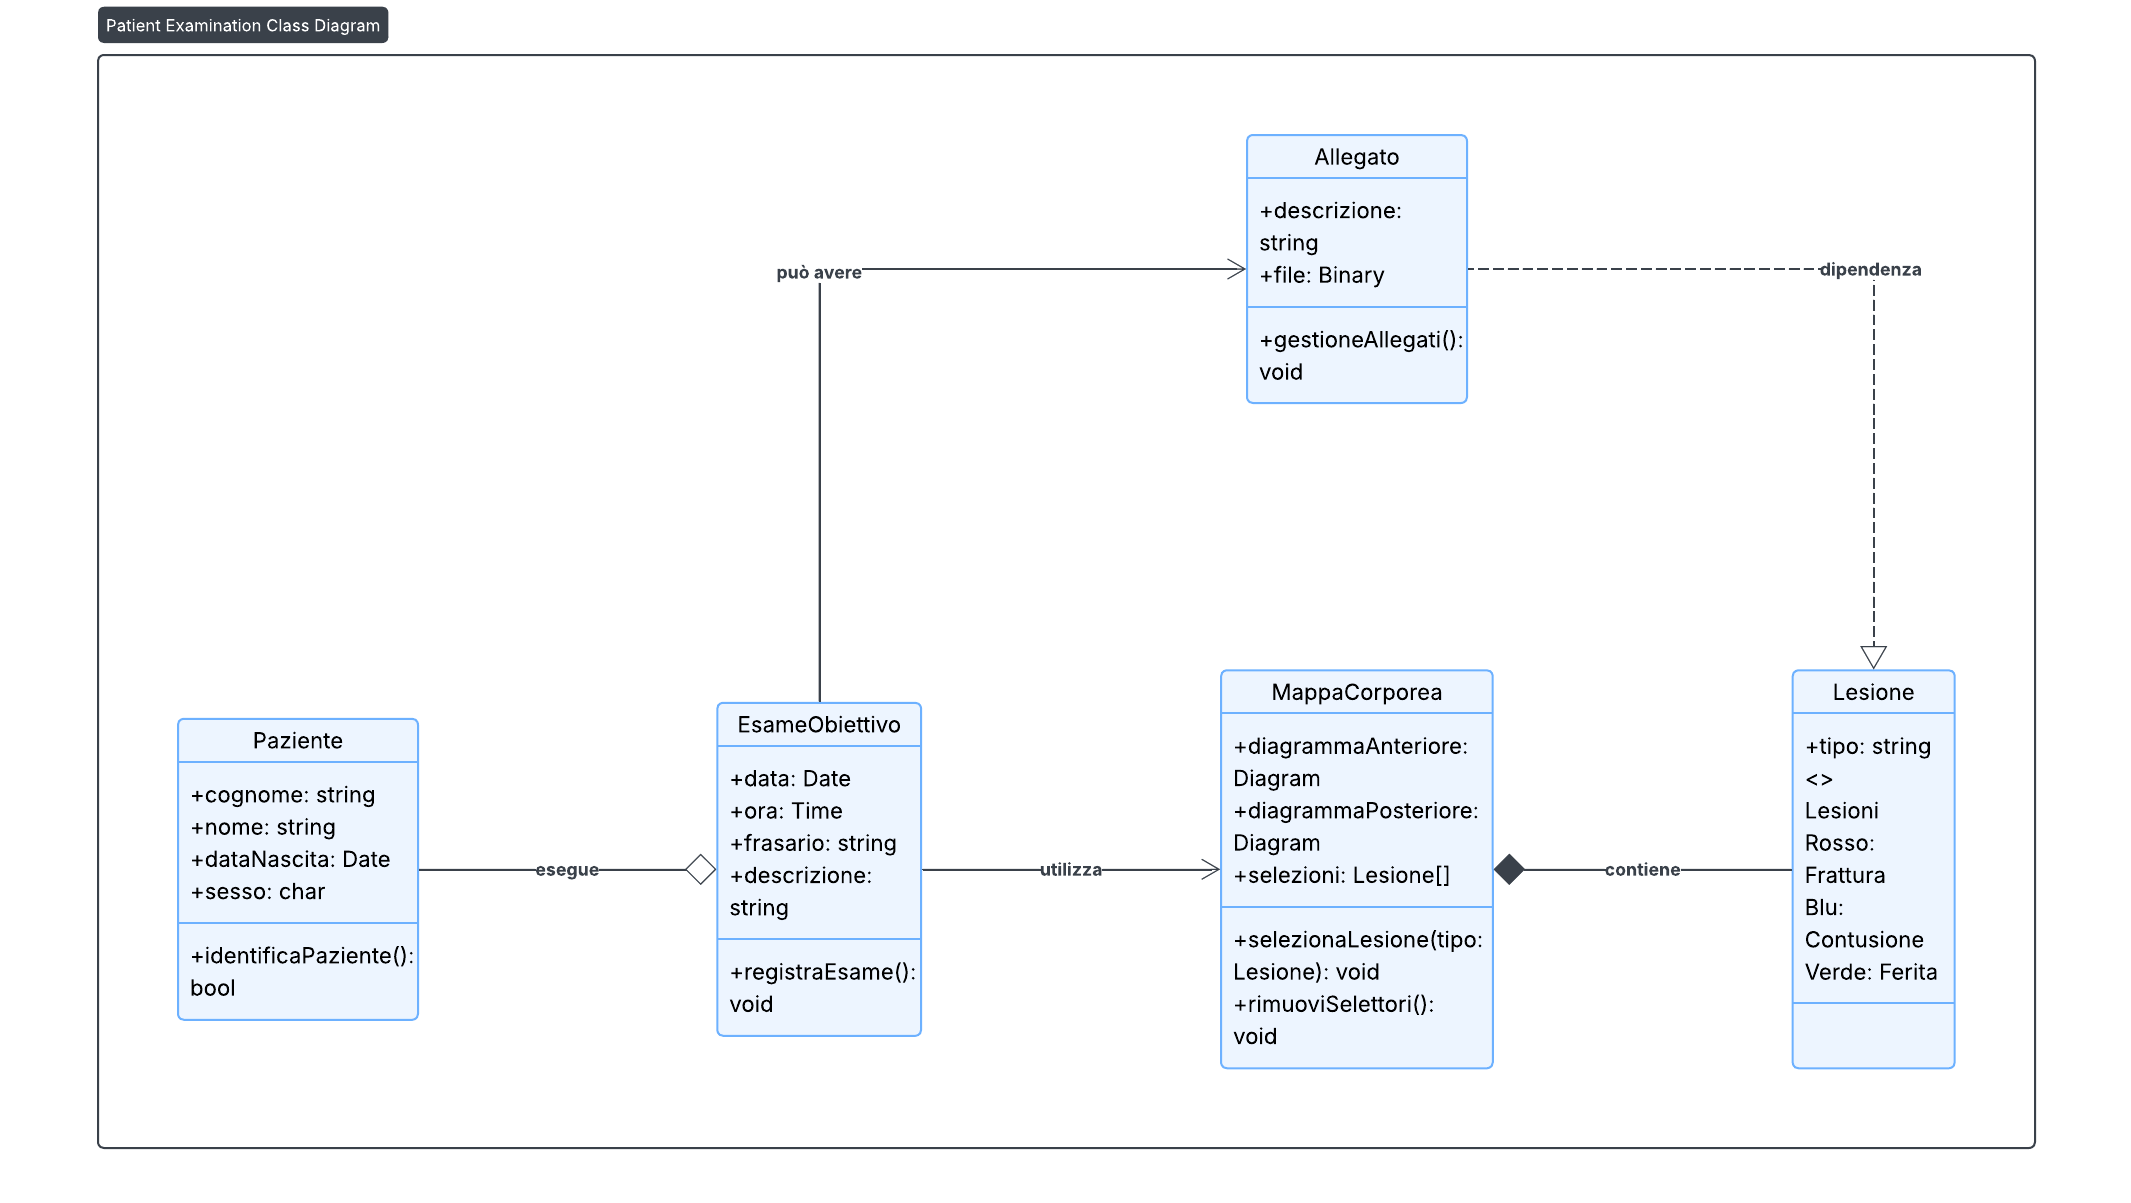 Patient Examination Class Diagram
Allegato
+descrizione:
string
+file: Binary
+gestioneAllegati():
void
può avere
dipendenza
Paziente
+cognome: string
+nome: string
+dataNascita: Date
+sesso: char
+identificaPaziente():
bool
esegue
EsameObiettivo
+data: Date
+ora: Time
+frasario: string
+descrizione:
string
+registraEsame():
void
utilizza
MappaCorporea
+diagrammaAnteriore:
Diagram
+diagrammaPosteriore:
Diagram
+selezioni: Lesione[]
+selezionaLesione(tipo:
Lesione): void
+rimuoviSelettori():
void
contiene
Lesione
+tipo: string
<>
Lesioni
Rosso:
Frattura
Blu:
Contusione
Verde: Ferita